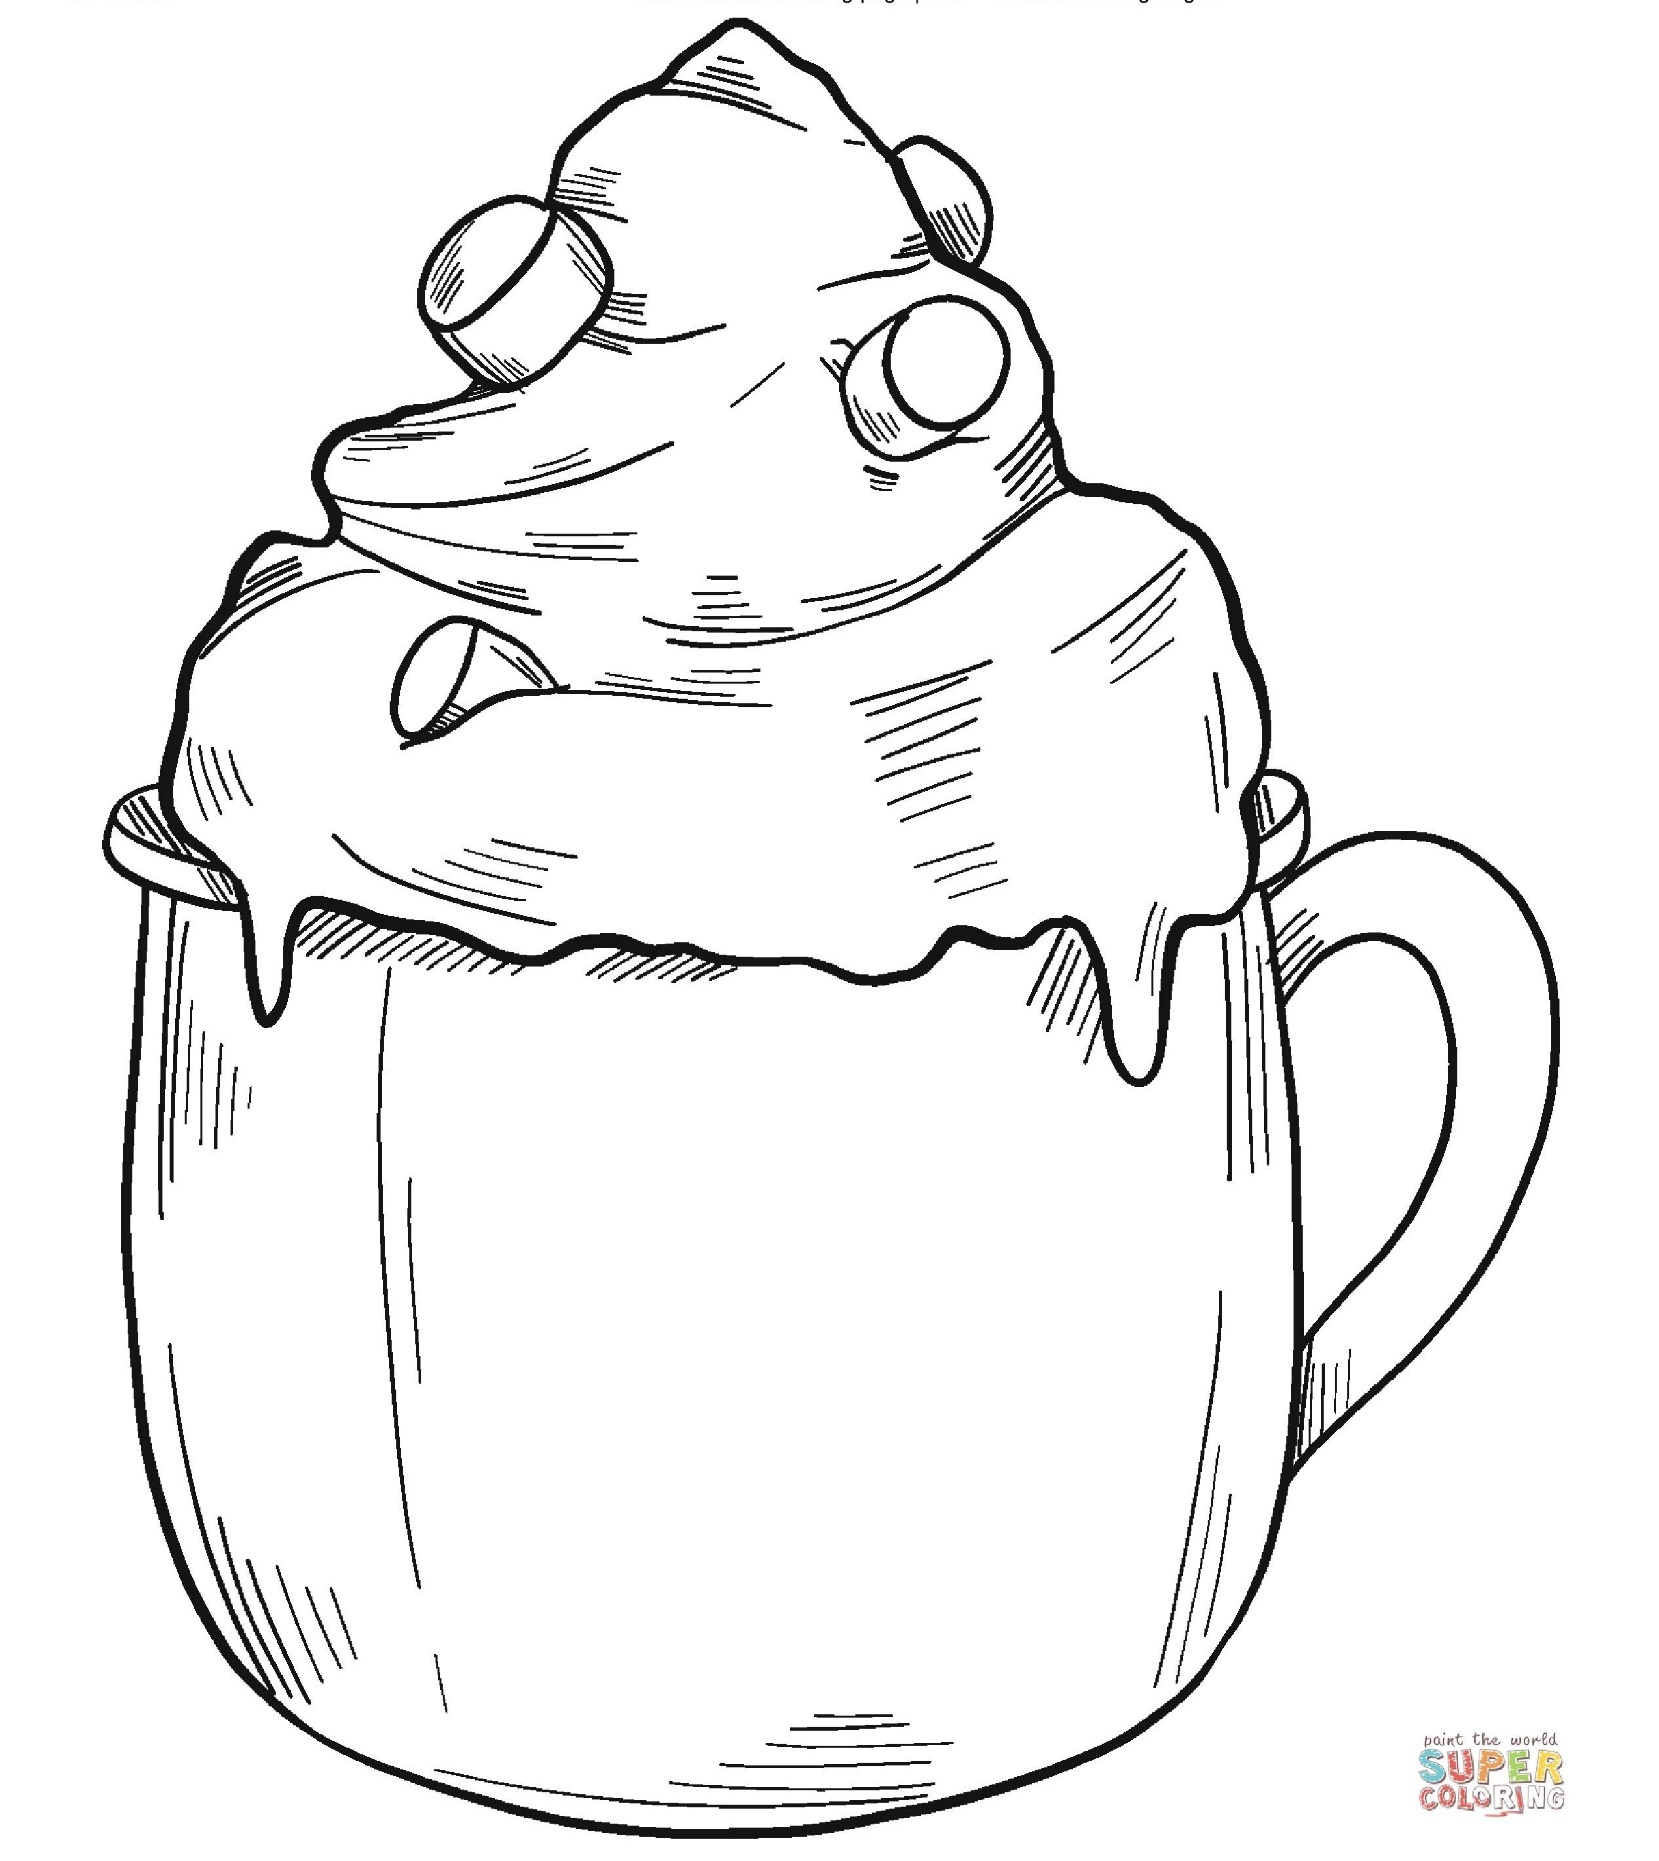 paint the world
SUPER
COLORING